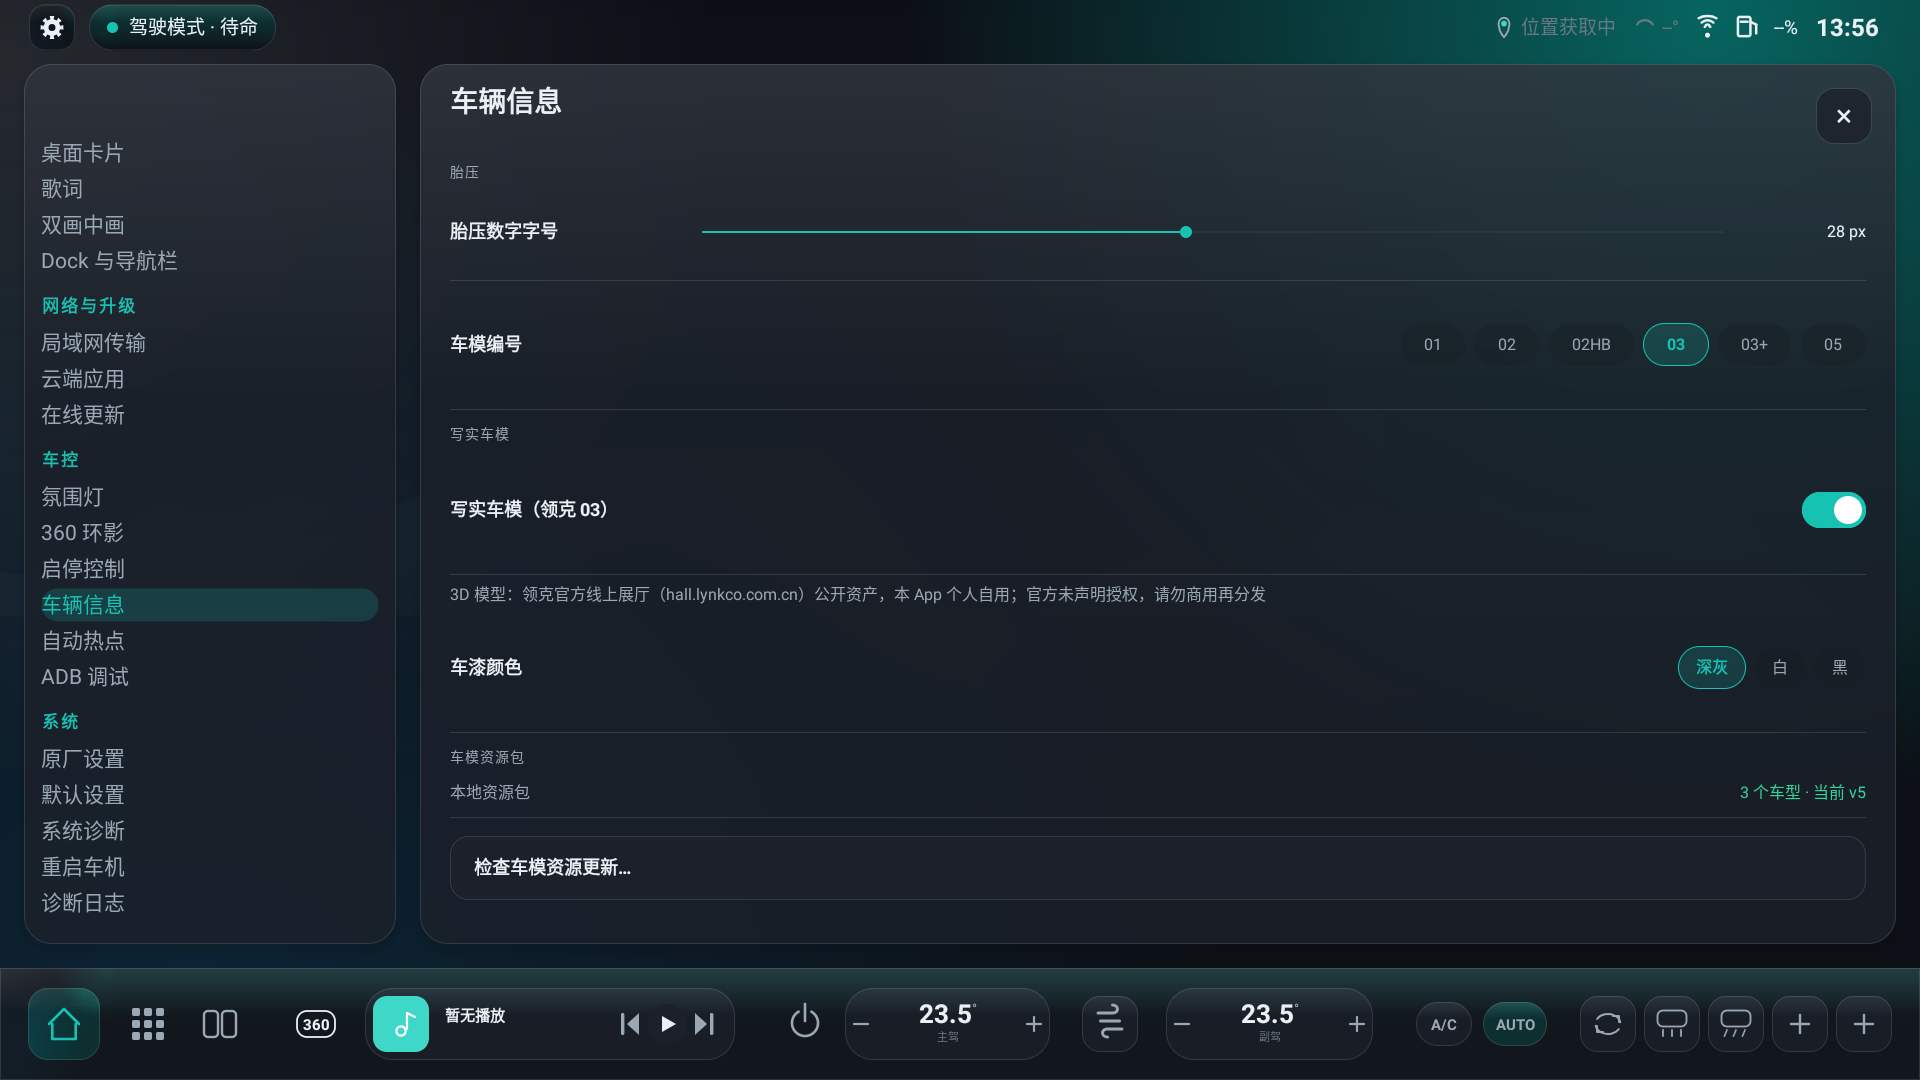 驾驶模式 · 待命
位置获取中
--°
--%
13:56
桌面卡片
歌词
双画中画
Dock 与导航栏
网络与升级
局域网传输
云端应用
在线更新
车控
氛围灯
360 环影
启停控制
车辆信息
自动热点
ADB 调试
系统
原厂设置
默认设置
系统诊断
重启车机
诊断日志
车辆信息
胎压
胎压数字字号
28 px
车模编号
01
02
02HB
03
03+
05
写实车模
写实车模（领克 03）
3D 模型：领克官方线上展厅（hall.lynkco.com.cn）公开资产，本 App 个人自用；官方未声明授权，请勿商用再分发
车漆颜色
深灰
白
黑
车模资源包
本地资源包
3 个车型 · 当前 v5
检查车模资源更新…
360
暂无播放
23.5°
主驾
23.5°
副驾
A/C
AUTO